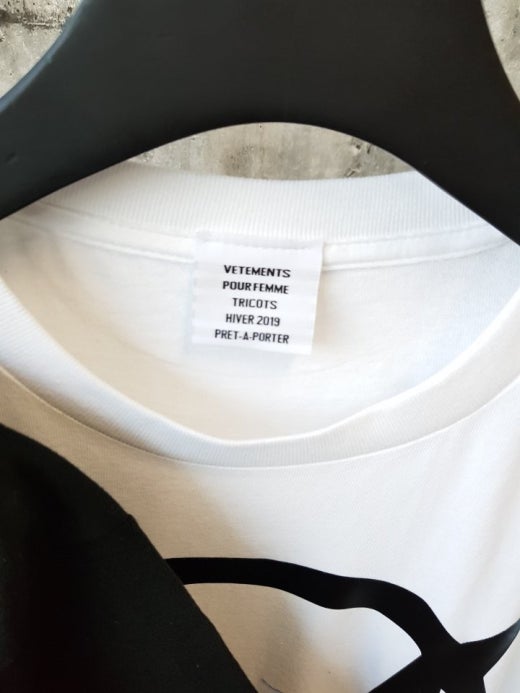 VETEMENTS
POUR FEMME
TRICOTS
HIVER 2019
PRET-A-PORTER